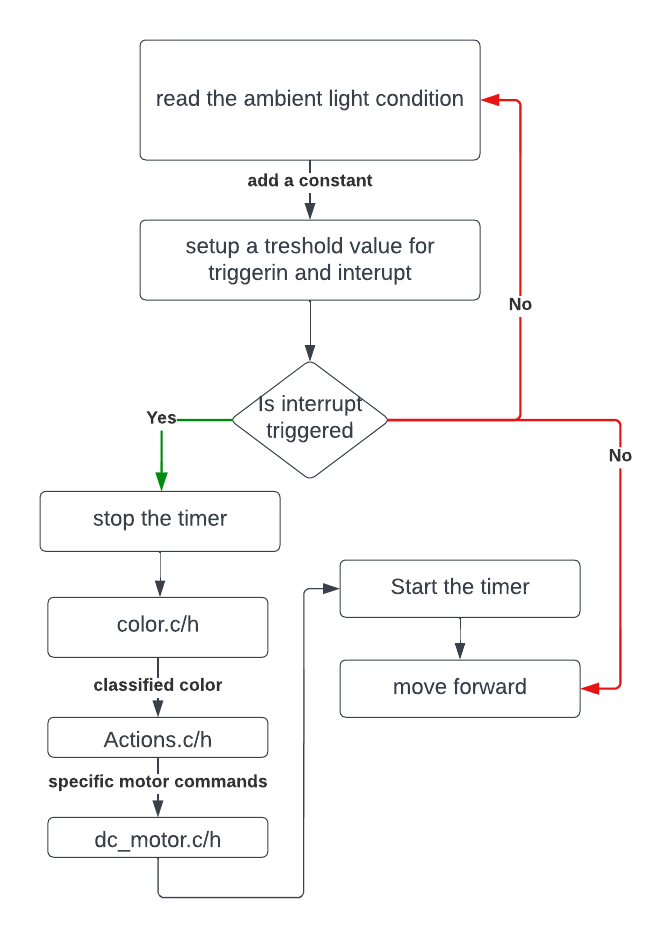 read the ambient light condition
add a constant
setup a treshold value for
triggerin and interupt
No
Is interrupt
triggered
Yes
No
stop the timer
Start the timer
color.c/h
classified color
move forward
Actions.c/h
specific motor commands
dc_motor.c/h